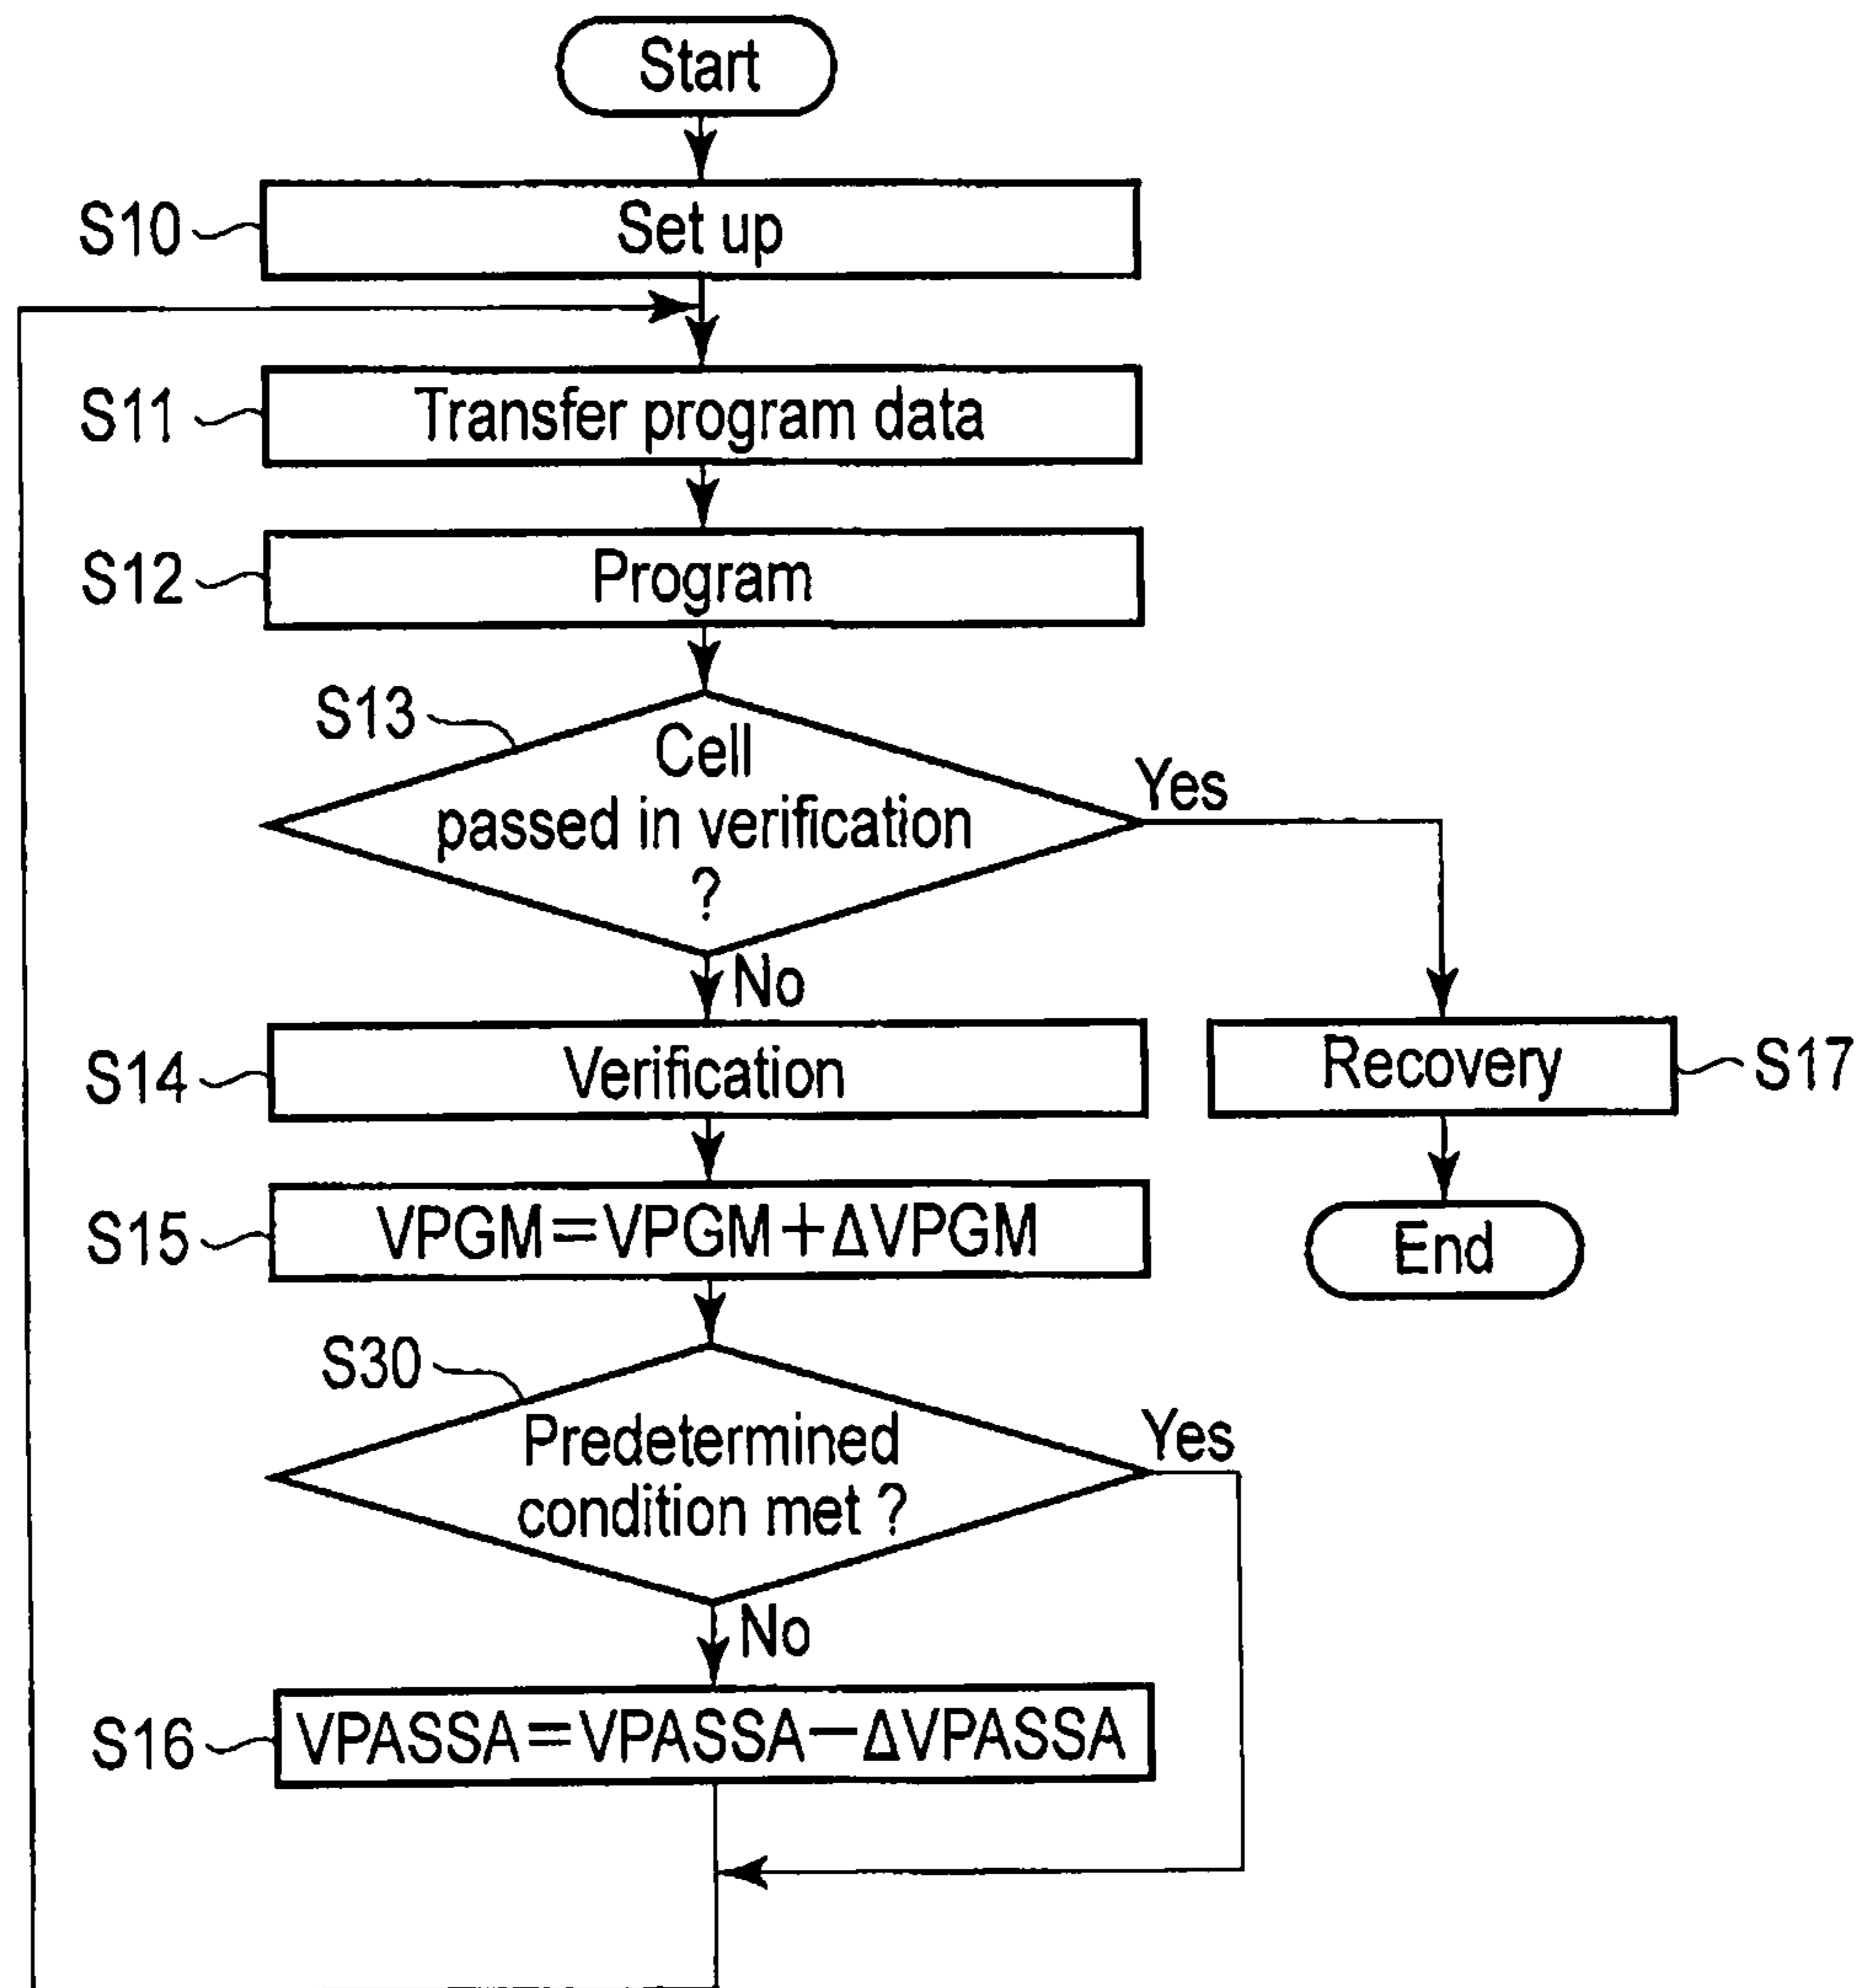 Start
S10
Set up
S11
Transfer program data
S12
Program
S13
Cell
passed in verification
?
Yes
No
S14
Verification
Recovery
S17
S15
VPGM=VPGM+ΔVPGM
End
S30
Predetermined
condition met ?
Yes
No
S16
VPASSA=VPASSA−ΔVPASSA